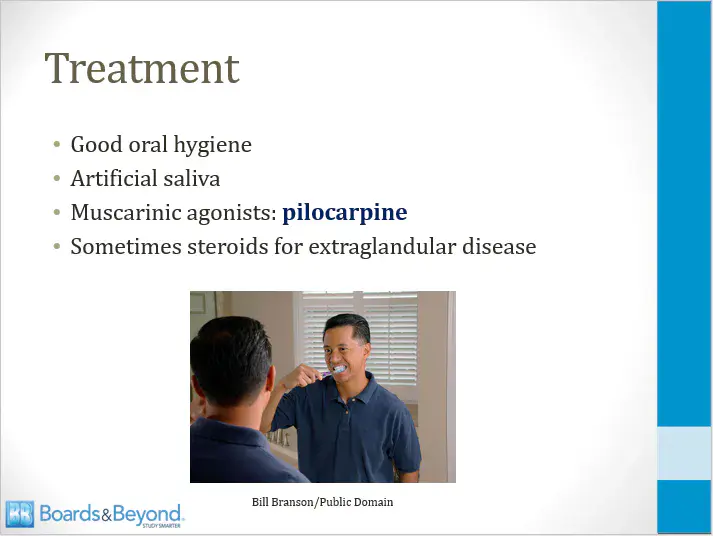 Treatment
• Good oral hygiene
• Artificial saliva
• Muscarinic agonists: pilocarpine
• Sometimes steroids for extraglandular disease
Bill Branson/Public Domain
BB Boards&Beyond.
STUDY SMARTER